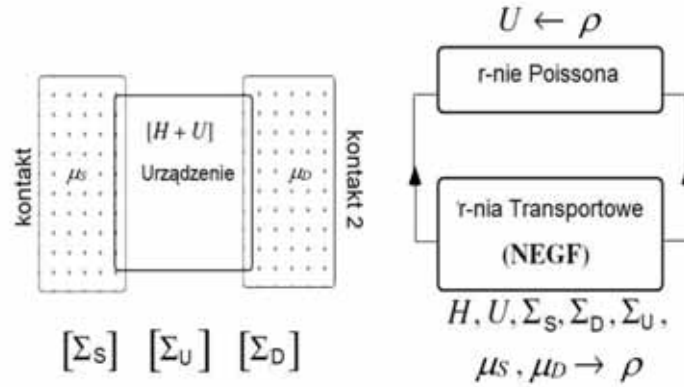 kontakt
μS
[H + U]
Urządzenie
μD
kontakt 2
[ΣS] [ΣU] [ΣD]
U ← ρ
r-nie Poissona
r-nia Transportowe
(NEGF)
H, U, ΣS, ΣD, ΣU,
μS, μD → ρ